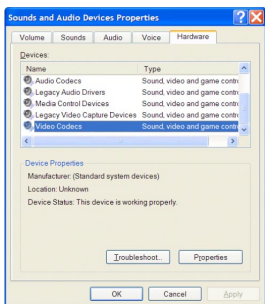 Sounds and Audio Devices Properties
Volume Sounds Audio Voice Hardware
Devices:
Name Type
Audio Codecs Sound, video and game contr
Legacy Audio Drivers Sound, video and game contr
Media Control Devices Sound, video and game contr
Legacy Video Capture Devices Sound, video and game contr
Video Codecs Sound, video and game contr
Device Properties
Manufacturer: (Standard system devices)
Location: Unknown
Device Status: This device is working properly.
Troubleshoot... Properties
OK Cancel Apply